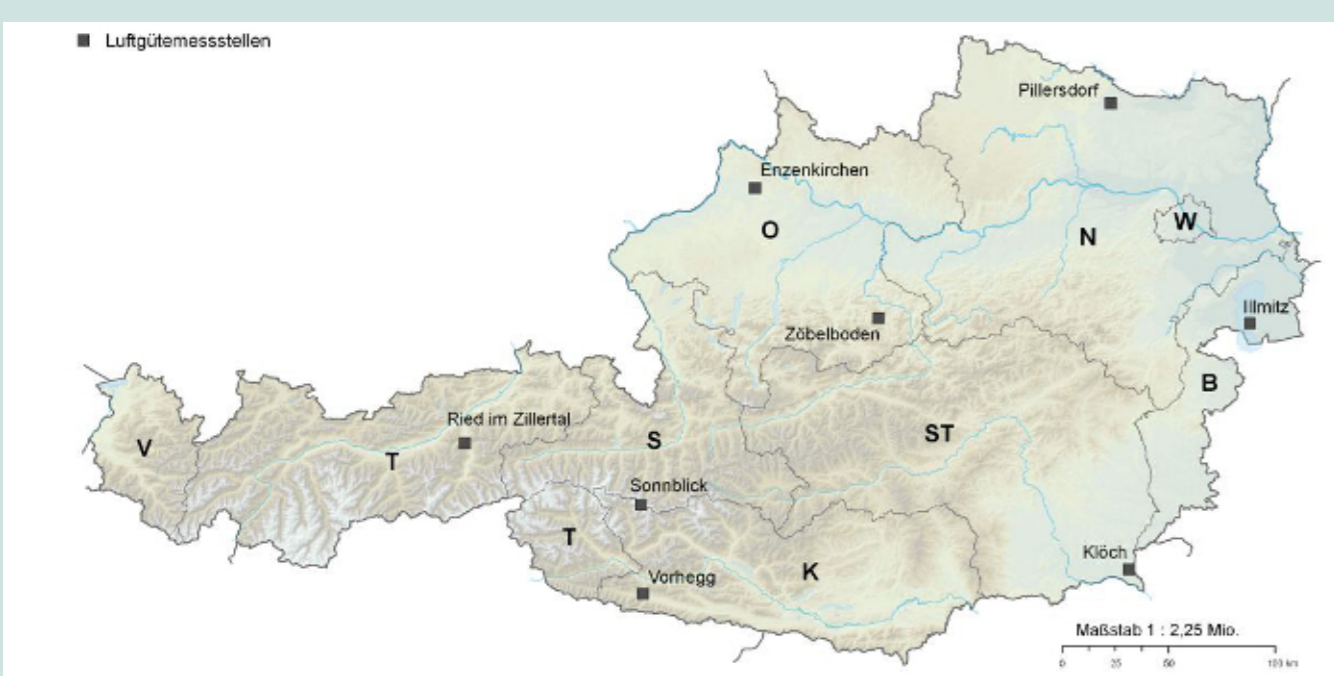 Luftgütemessstellen
Pillersdorf
Enzenkirchen
O
W
N
Illmitz
Zöbelboden
B
Ried im Zillertal
ST
V
S
T
Sonnblick
T
Klöch
K
Vorhegg
Maßstab 1 : 2,25 Mio.
0 25 50 100 km